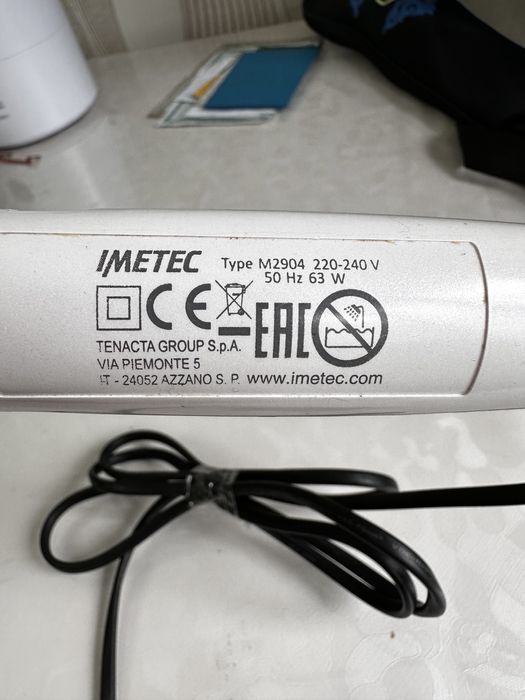 IMETEC Type M2904 220-240 V
50 Hz 63 W
CE EAC
TENACTA GROUP S.p.A.
VIA PIEMONTE 5
IT - 24052 AZZANO S. P. www.imetec.com